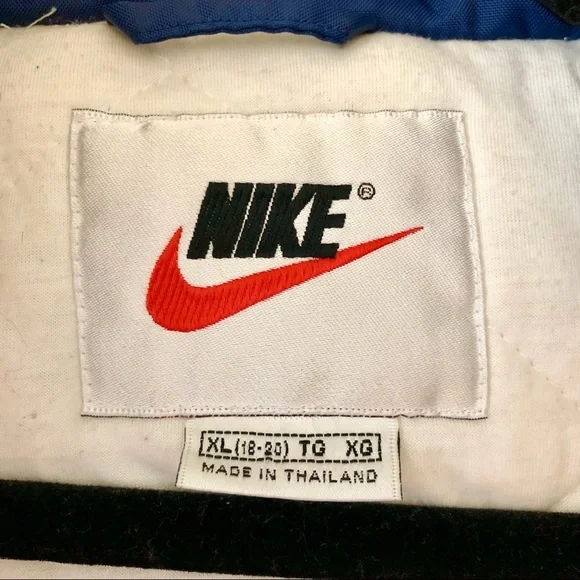 NIKE®
XL (18-20) TG XG
MADE IN THAILAND